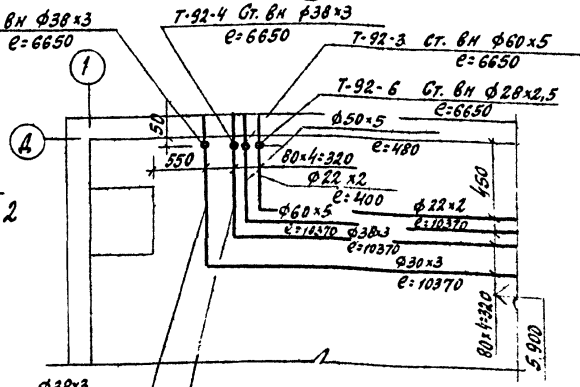 вн ф38×3
ℓ=6650
Т-92-4 Ст. вн ф38×3
ℓ=6650
Т-92-3 Ст. вн ф60×5
ℓ=6650
Т-92-6 Ст. вн ф28×2,5
ℓ=6650
1
Д
50
ф50×5
ℓ=480
550
80×4=320
ф22×2
ℓ=400
450
2
ф60×5
ℓ=10370
ф22×2
ℓ=10370
ф38×3
ℓ=10370
ф30×3
ℓ=10370
80×4=320
5.900